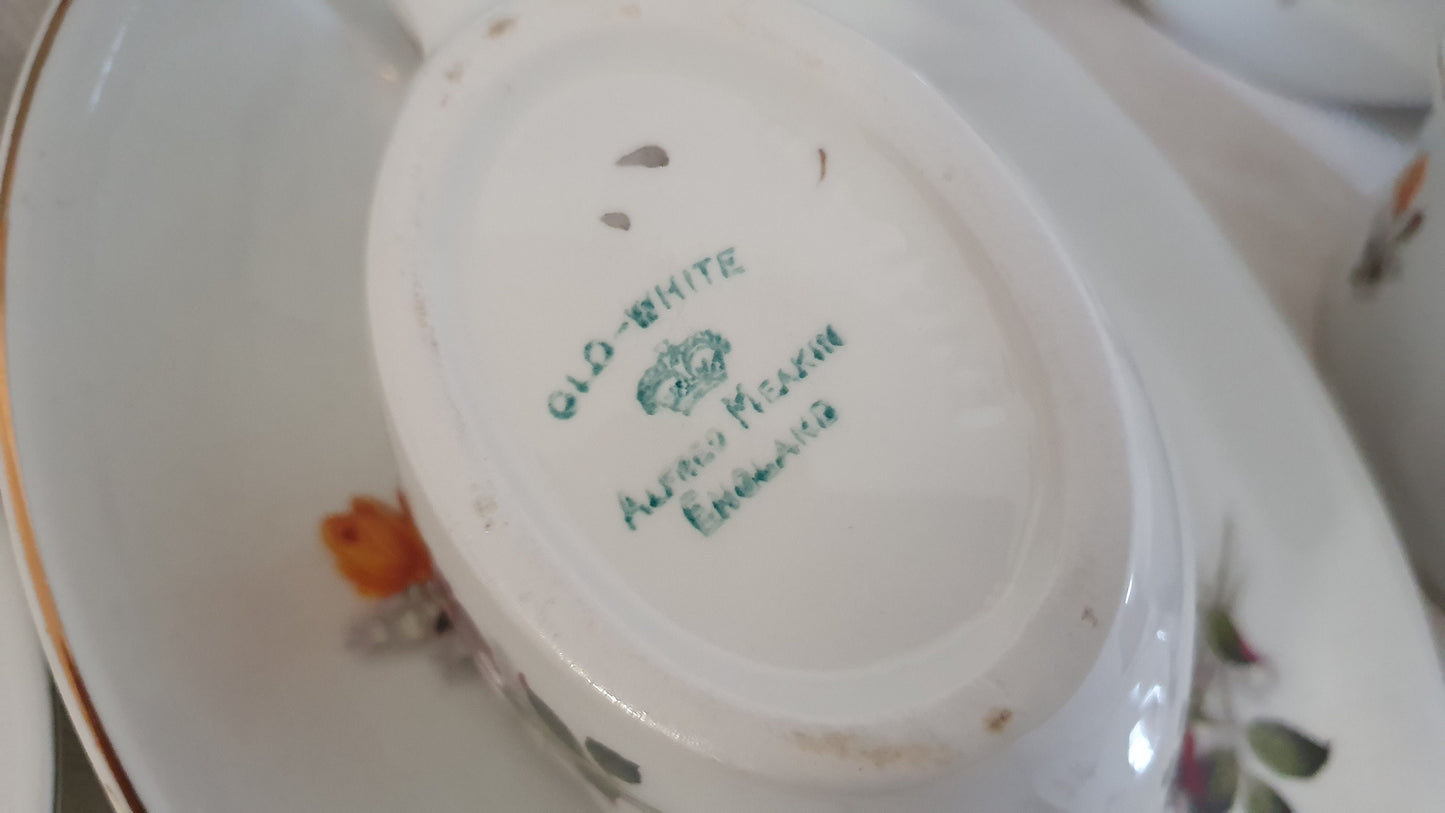 OLD-WHITE
ALFRED MEAKIN
ENGLAND